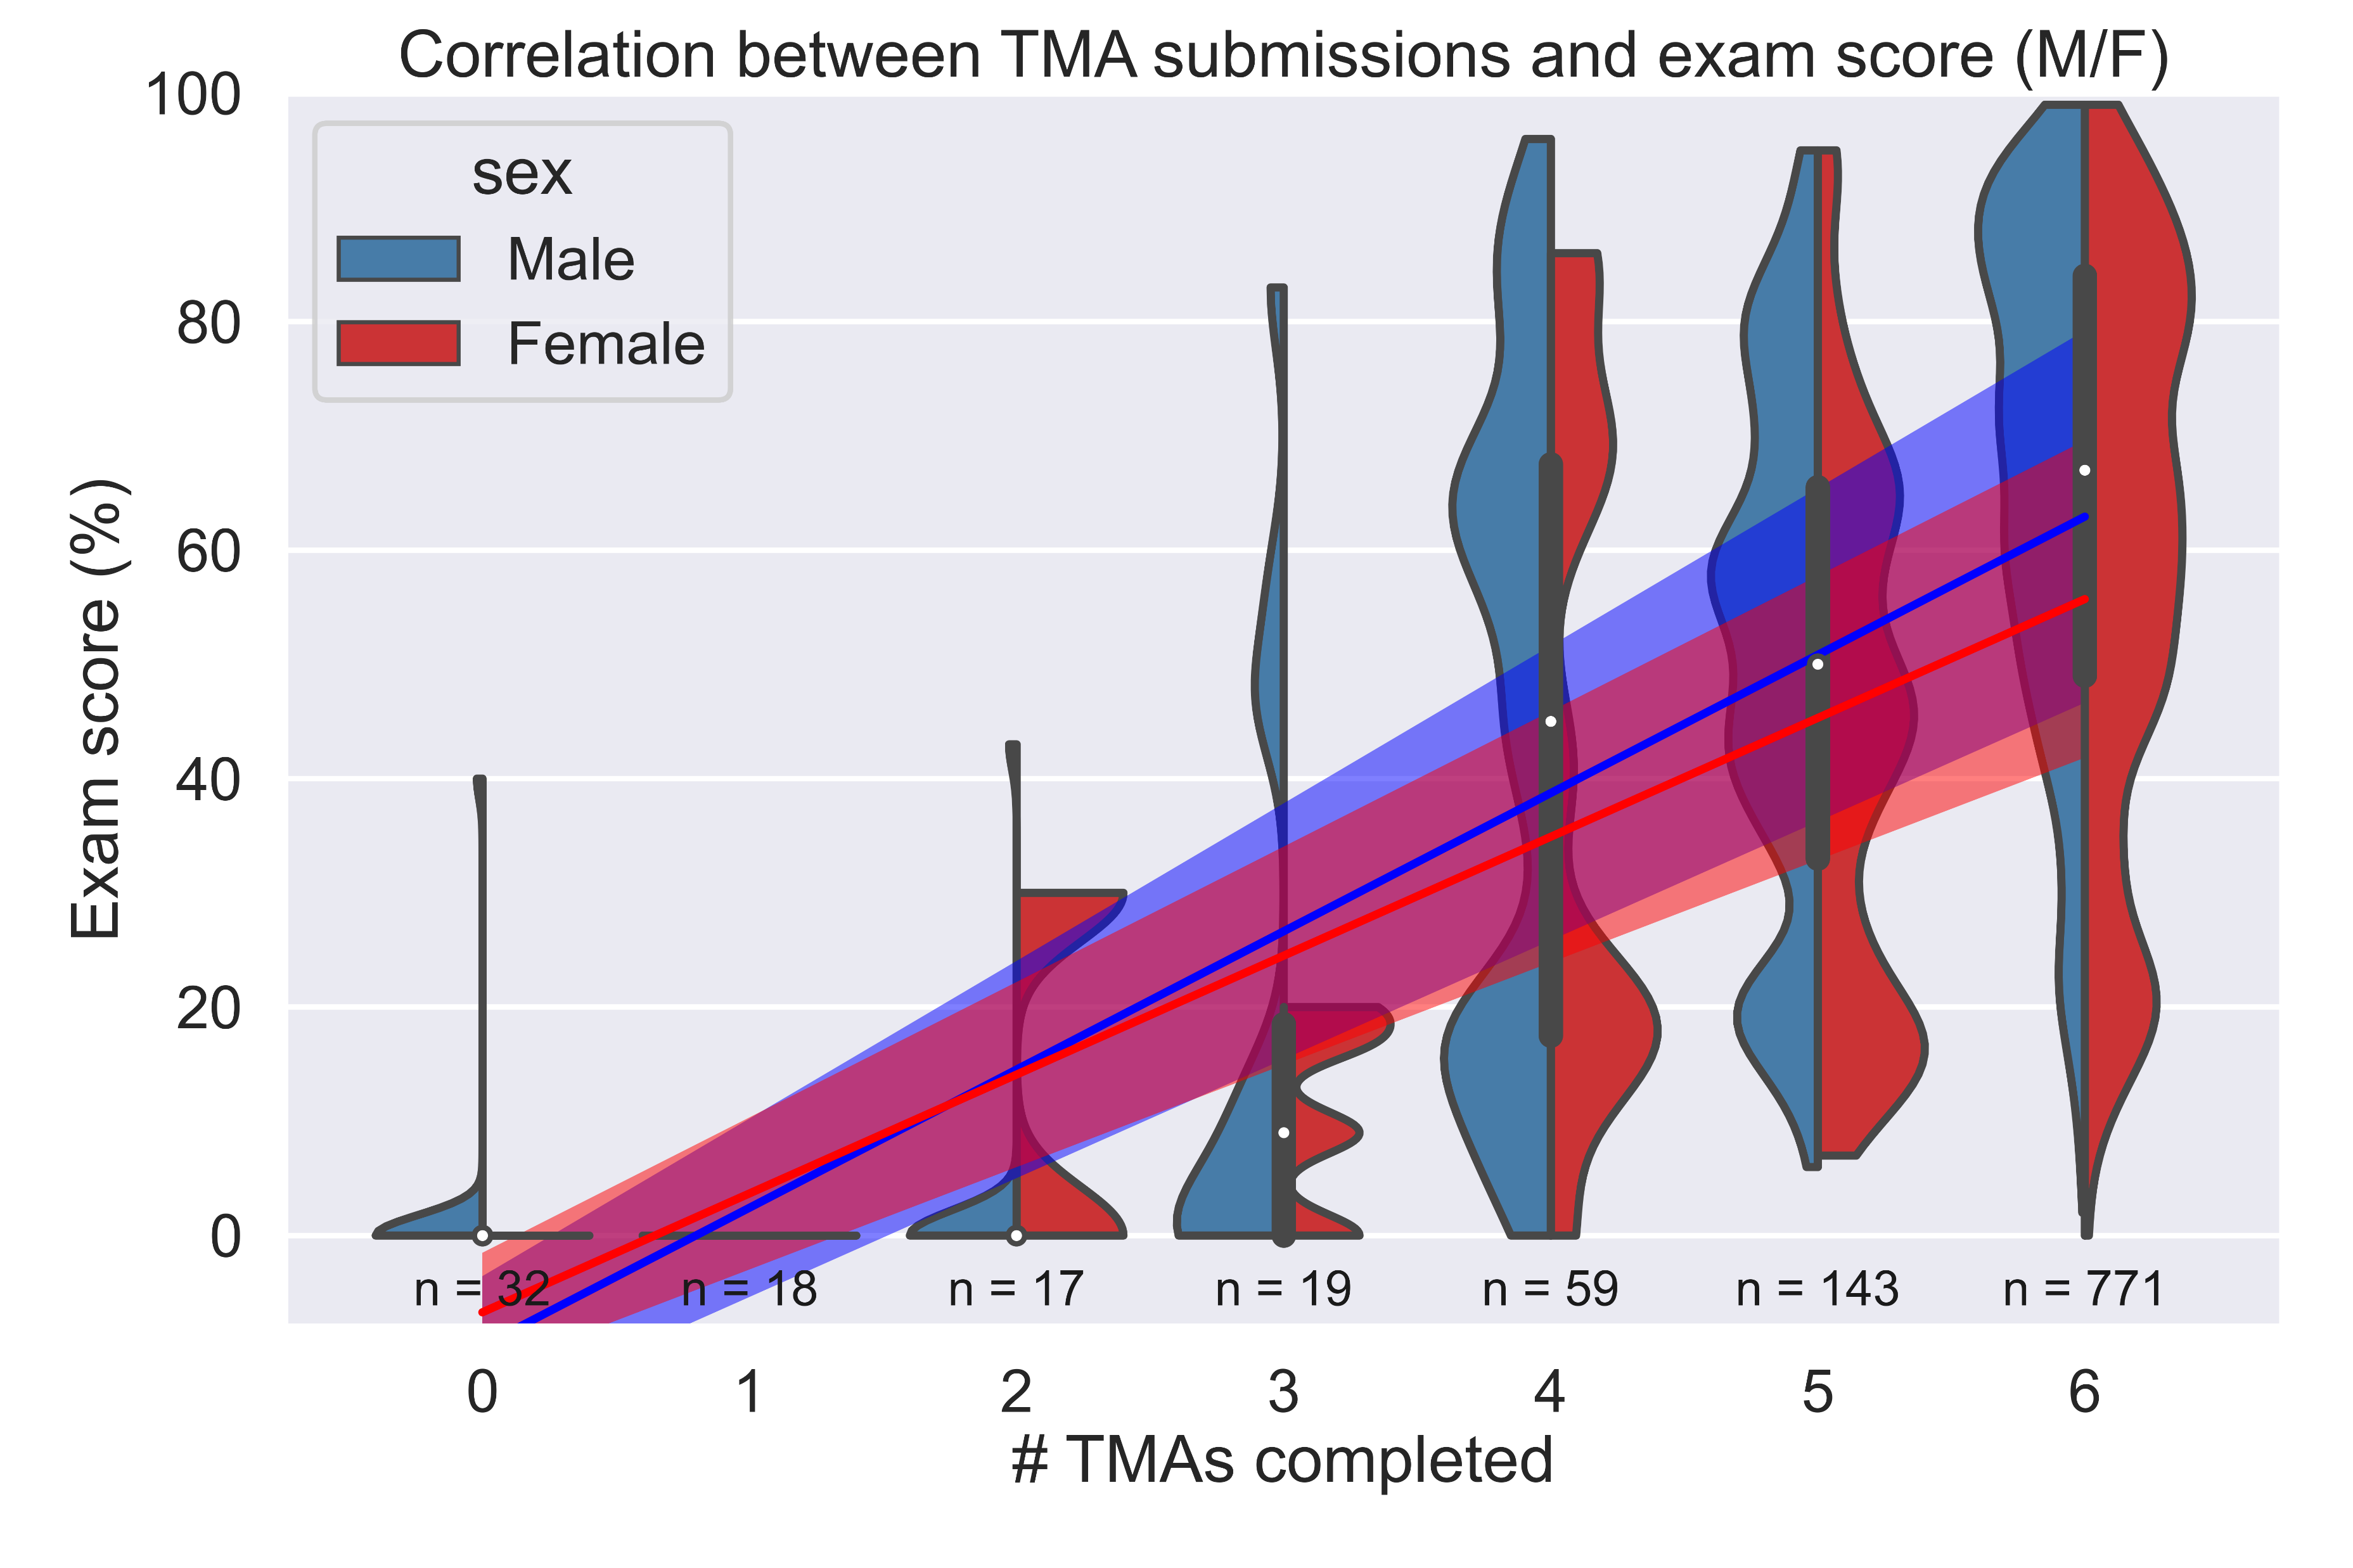 Correlation between TMA submissions and exam score (M/F)
100
80
60
40
20
0
Exam score (%)
sex
Male
Female
n = 32
n = 18
n = 17
n = 19
n = 59
n = 143
n = 771
0
1
2
3
4
5
6
# TMAs completed